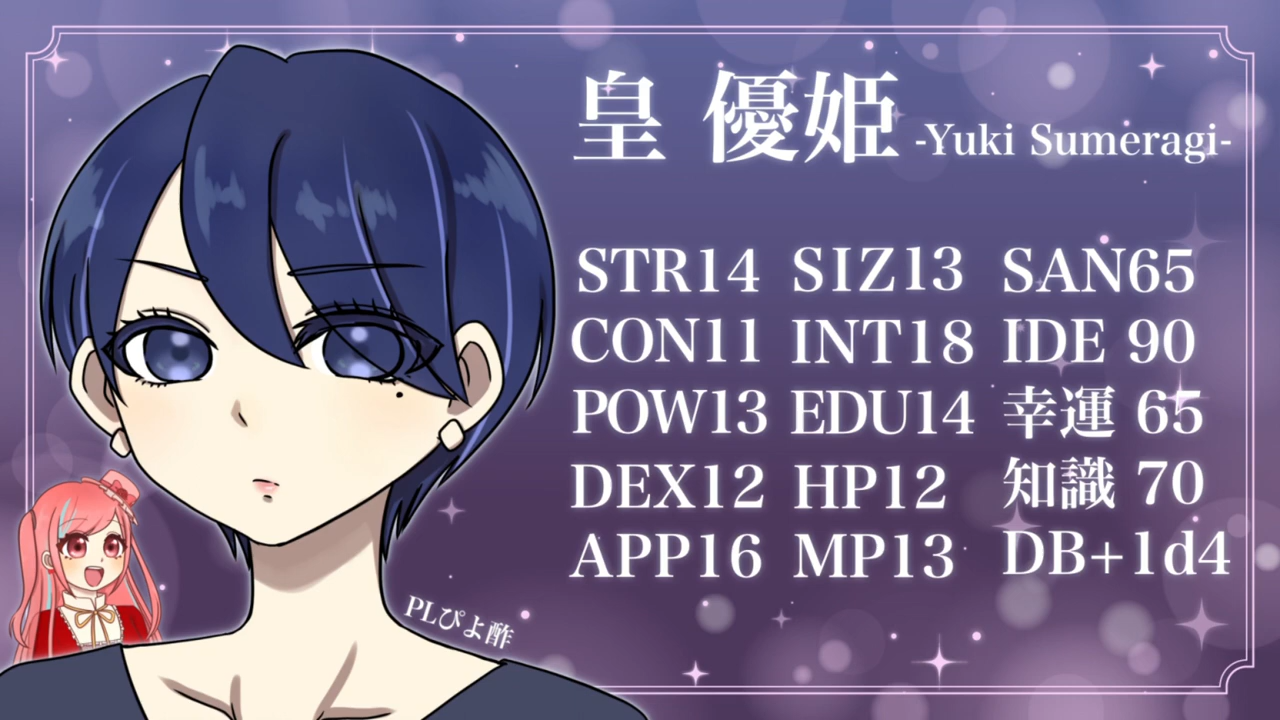 皇 優姫 -Yuki Sumeragi-
STR14 SIZ13 SAN65
CON11 INT18 IDE 90
POW13 EDU14 幸運 65
DEX12 HP12 知識 70
APP16 MP13 DB+1d4
PLぴよ酢